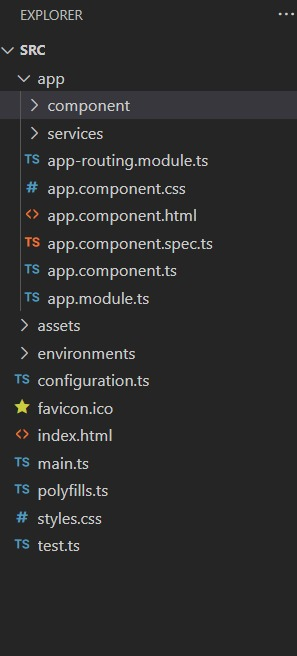 EXPLORER ...
SRC
app
component
services
TS app-routing.module.ts
# app.component.css
<> app.component.html
TS app.component.spec.ts
TS app.component.ts
TS app.module.ts
assets
environments
TS configuration.ts
favicon.ico
<> index.html
TS main.ts
TS polyfills.ts
# styles.css
TS test.ts